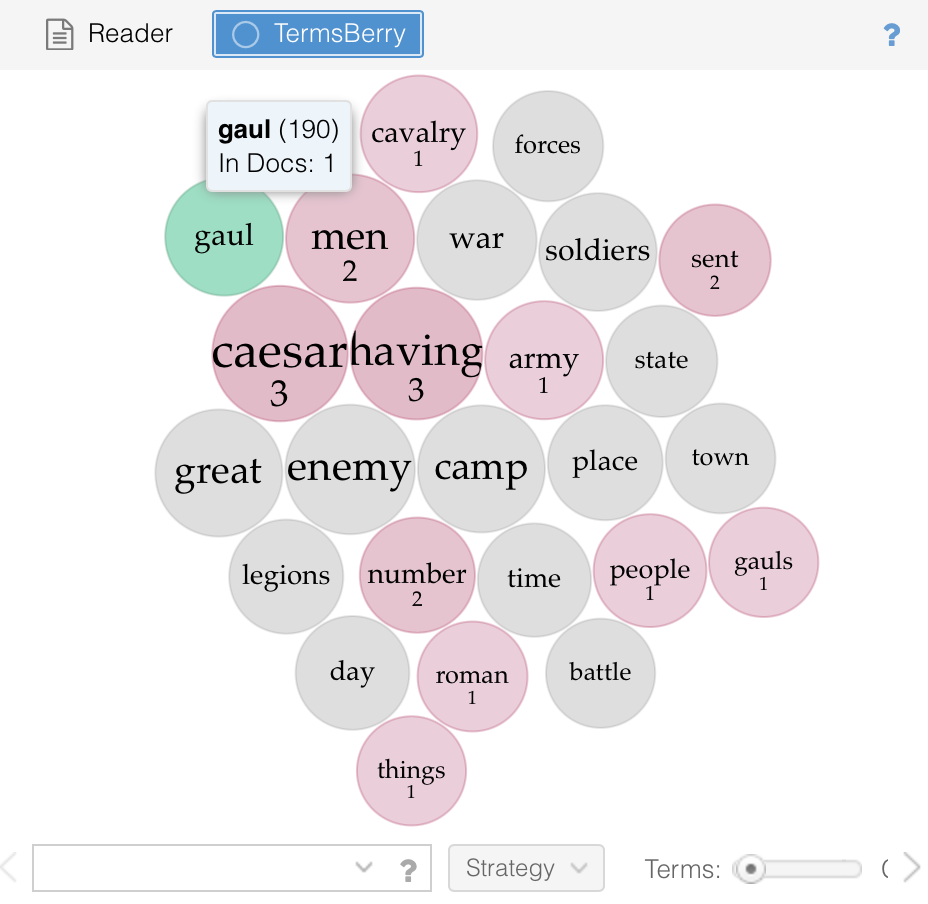 Reader
TermsBerry
?
gaul (190)
In Docs: 1
cavalry
1
forces
gaul
men
2
war
soldiers
sent
2
caesar
3
having
3
army
1
state
great
enemy
camp
place
town
legions
number
2
time
people
1
gauls
1
day
roman
1
battle
things
1
?
Strategy
Terms: